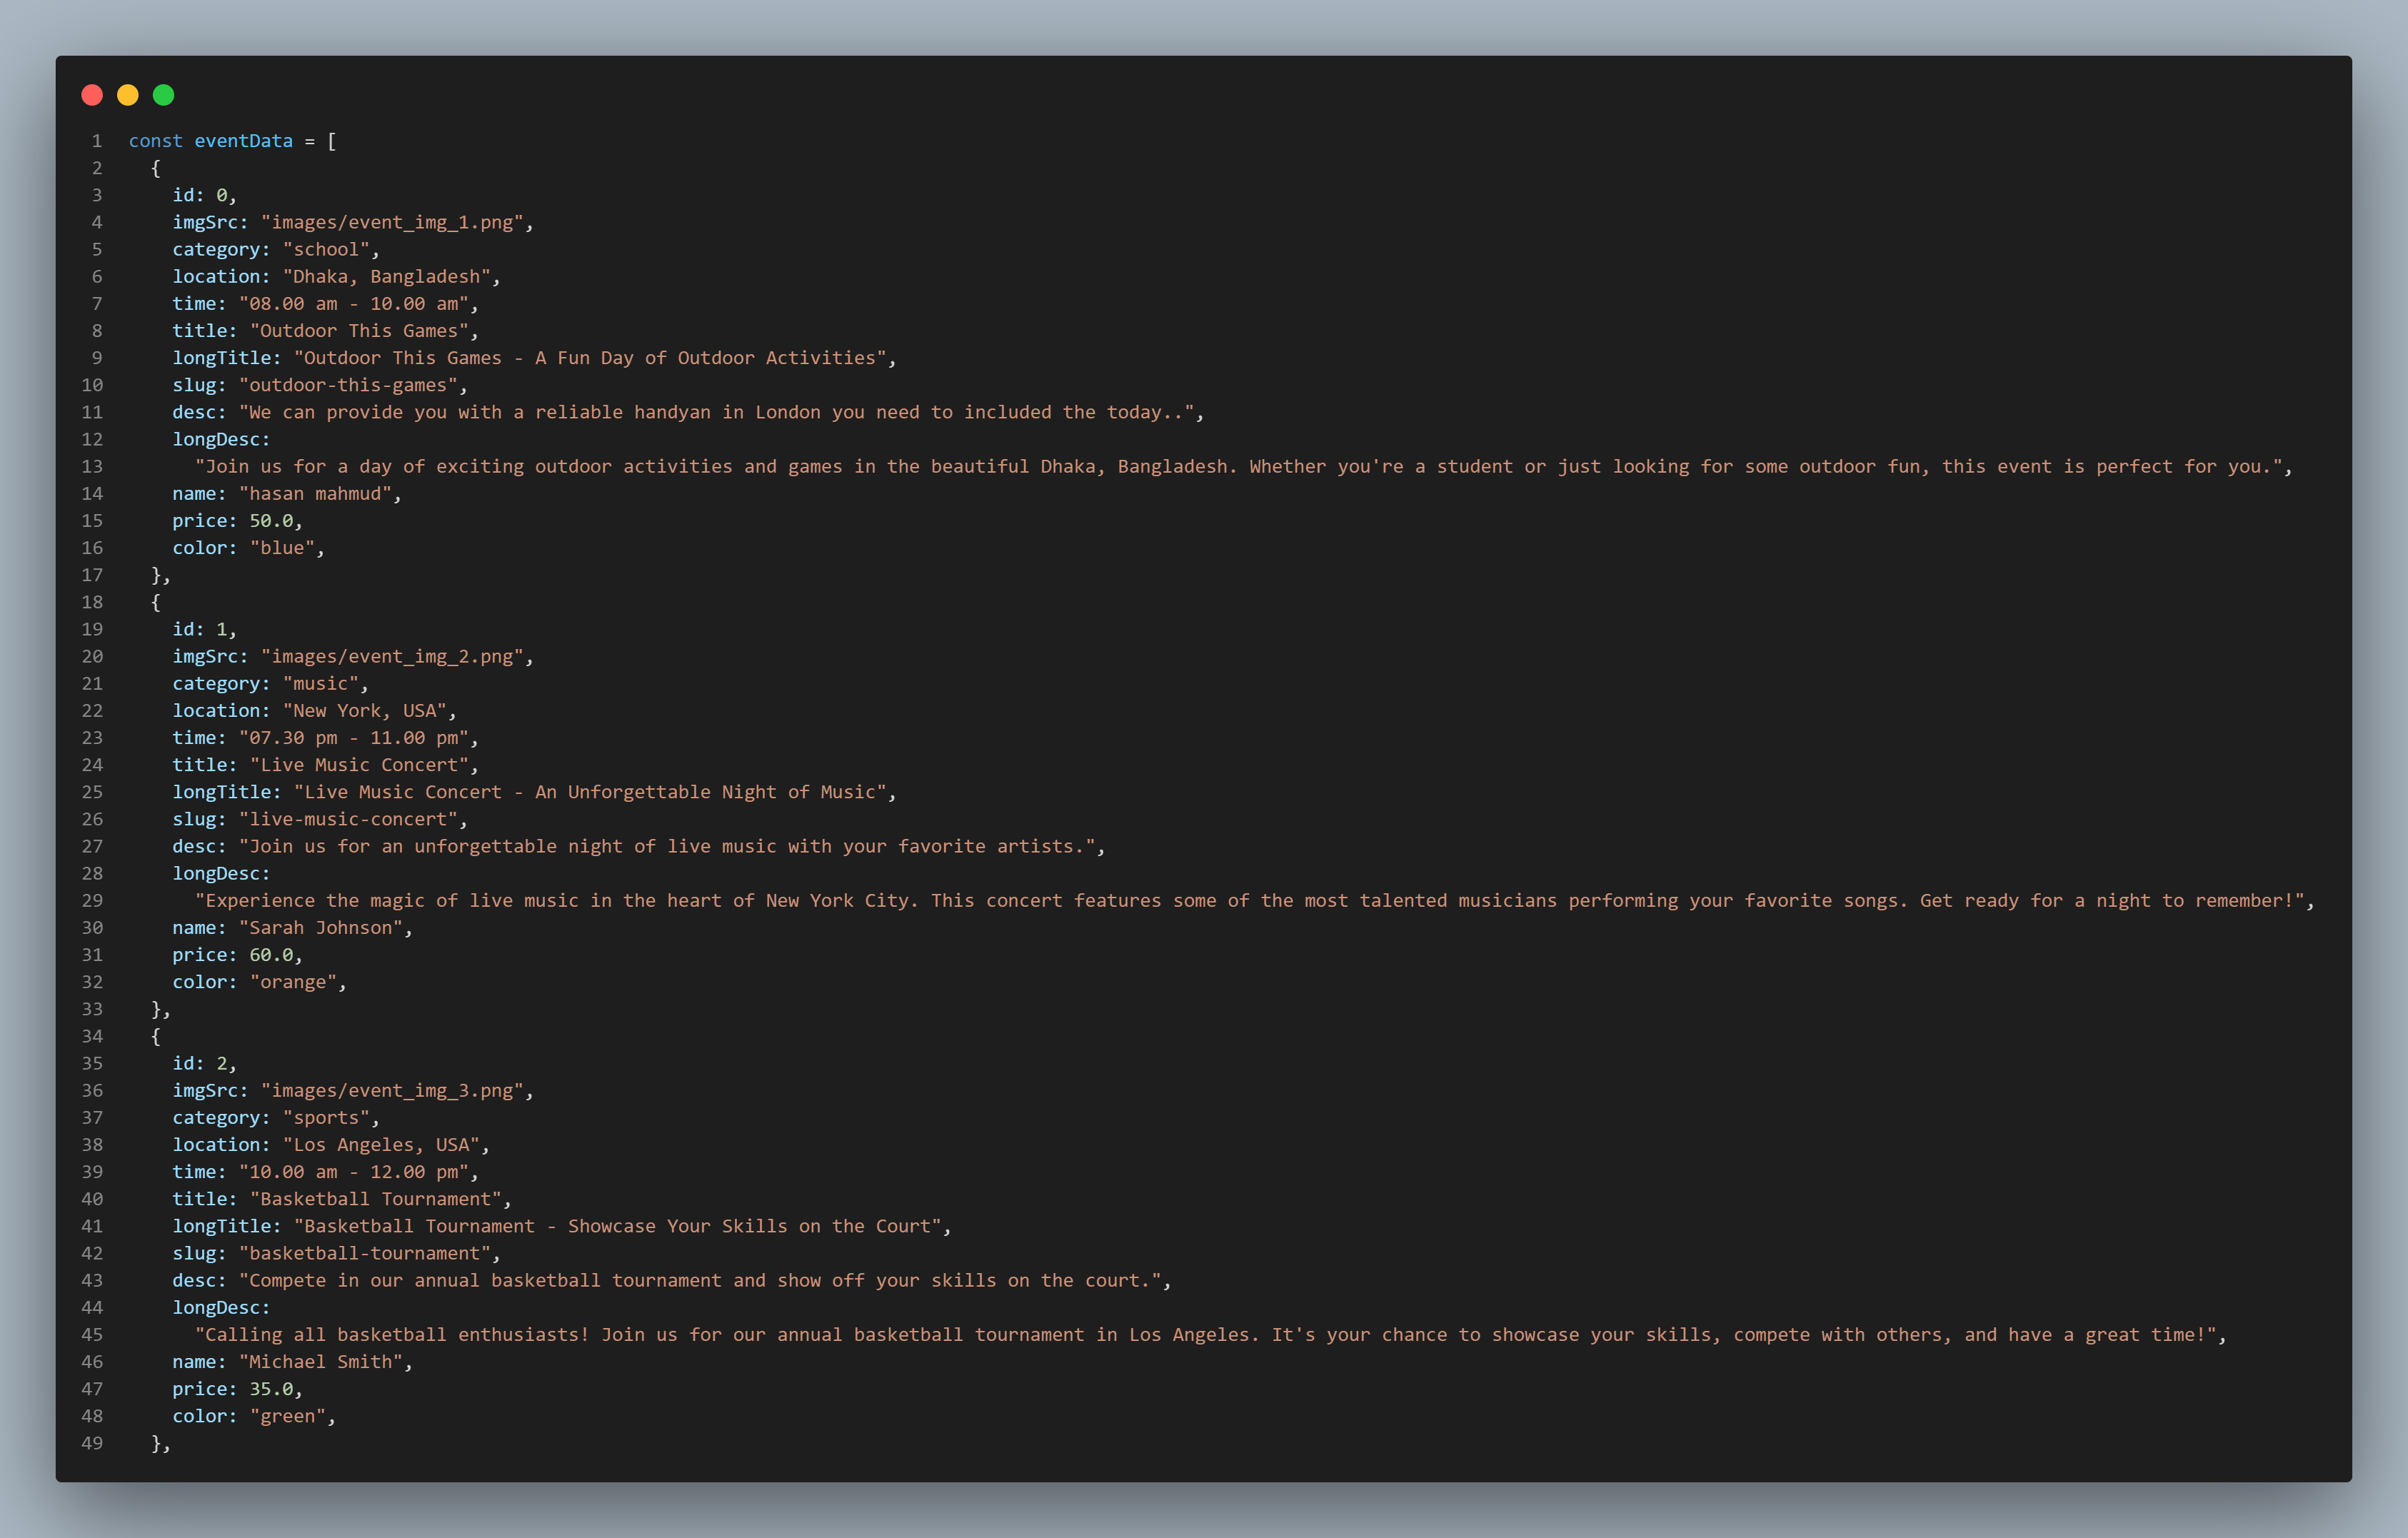 1 const eventData = [
2   {
3     id: 0,
4     imgSrc: "images/event_img_1.png",
5     category: "school",
6     location: "Dhaka, Bangladesh",
7     time: "08.00 am - 10.00 am",
8     title: "Outdoor This Games",
9     longTitle: "Outdoor This Games - A Fun Day of Outdoor Activities",
10     slug: "outdoor-this-games",
11     desc: "We can provide you with a reliable handyan in London you need to included the today..",
12     longDesc:
13       "Join us for a day of exciting outdoor activities and games in the beautiful Dhaka, Bangladesh. Whether you're a student or just looking for some outdoor fun, this event is perfect for you.",
14     name: "hasan mahmud",
15     price: 50.0,
16     color: "blue",
17   },
18   {
19     id: 1,
20     imgSrc: "images/event_img_2.png",
21     category: "music",
22     location: "New York, USA",
23     time: "07.30 pm - 11.00 pm",
24     title: "Live Music Concert",
25     longTitle: "Live Music Concert - An Unforgettable Night of Music",
26     slug: "live-music-concert",
27     desc: "Join us for an unforgettable night of live music with your favorite artists.",
28     longDesc:
29       "Experience the magic of live music in the heart of New York City. This concert features some of the most talented musicians performing your favorite songs. Get ready for a night to remember!",
30     name: "Sarah Johnson",
31     price: 60.0,
32     color: "orange",
33   },
34   {
35     id: 2,
36     imgSrc: "images/event_img_3.png",
37     category: "sports",
38     location: "Los Angeles, USA",
39     time: "10.00 am - 12.00 pm",
40     title: "Basketball Tournament",
41     longTitle: "Basketball Tournament - Showcase Your Skills on the Court",
42     slug: "basketball-tournament",
43     desc: "Compete in our annual basketball tournament and show off your skills on the court.",
44     longDesc:
45       "Calling all basketball enthusiasts! Join us for our annual basketball tournament in Los Angeles. It's your chance to showcase your skills, compete with others, and have a great time!",
46     name: "Michael Smith",
47     price: 35.0,
48     color: "green",
49   },